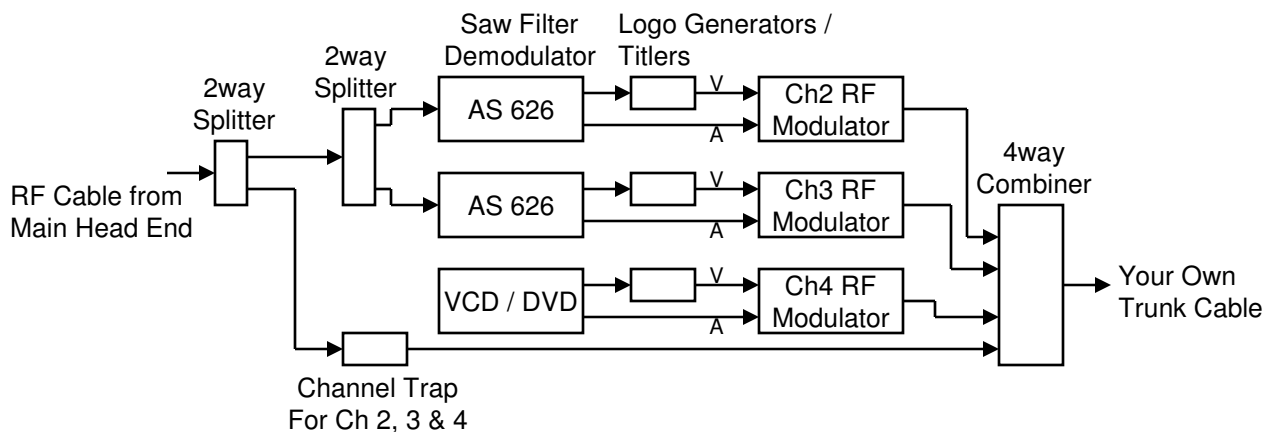 Saw Filter
Demodulator
Logo Generators /
Titlers
2way
Splitter
2way
Splitter
AS 626
V
A
Ch2 RF
Modulator
4way
Combiner
RF Cable from
Main Head End
AS 626
V
A
Ch3 RF
Modulator
VCD / DVD
V
A
Ch4 RF
Modulator
Your Own
Trunk Cable
Channel Trap
For Ch 2, 3 & 4